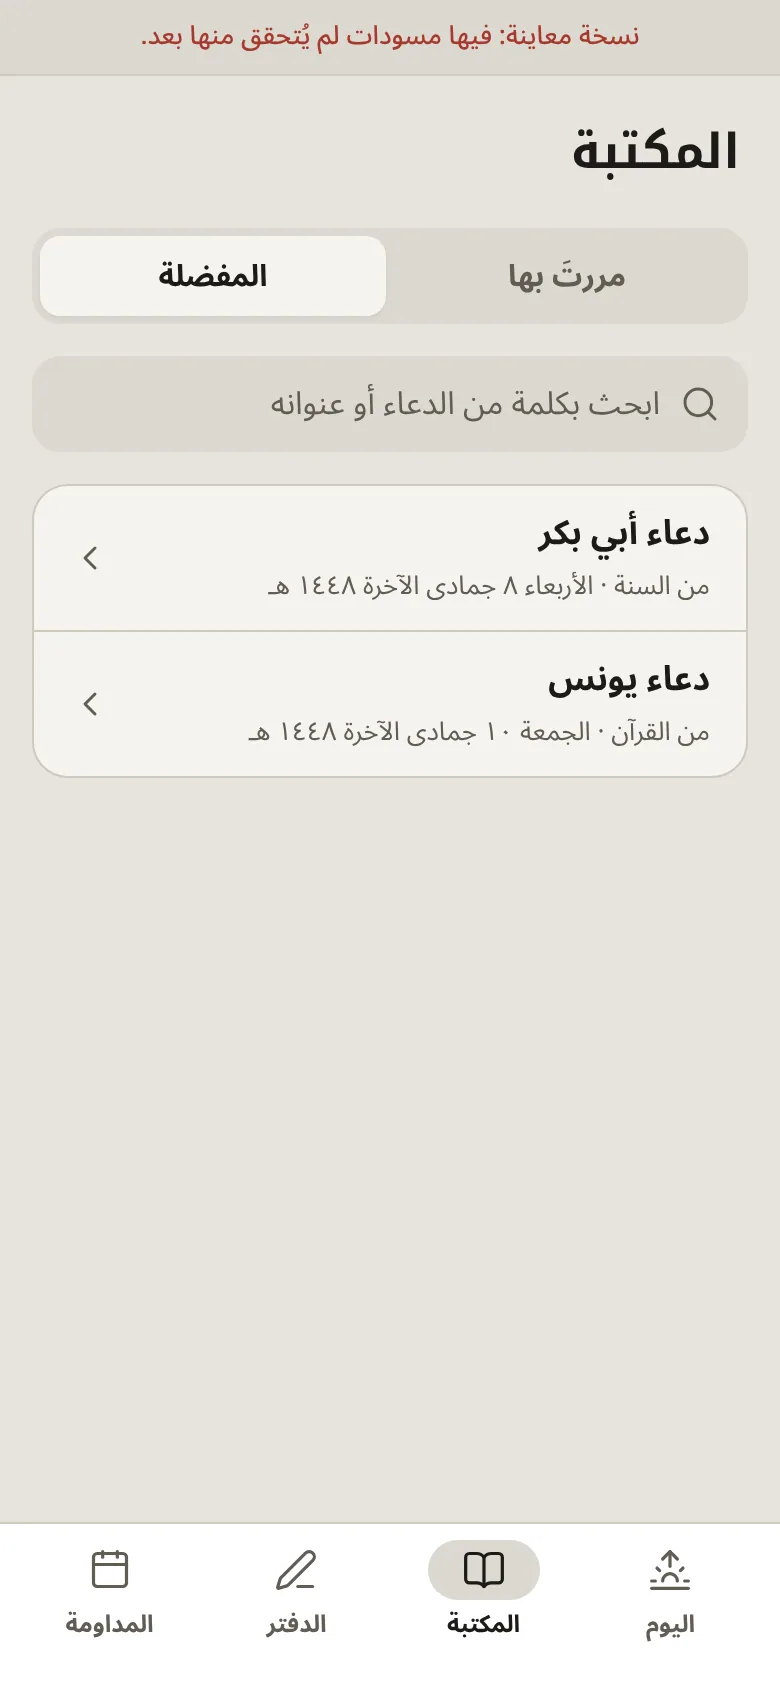 نسخة معاينة: فيها مسودات لم يُتحقق منها بعد.
المكتبة
مررتَ بها
المفضلة
ابحث بكلمة من الدعاء أو عنوانه
دعاء أبي بكر
من السنة · الأربعاء ٨ جمادى الآخرة ١٤٤٨ هـ
دعاء يونس
من القرآن · الجمعة ١٠ جمادى الآخرة ١٤٤٨ هـ
اليوم
المكتبة
الدفتر
المداومة